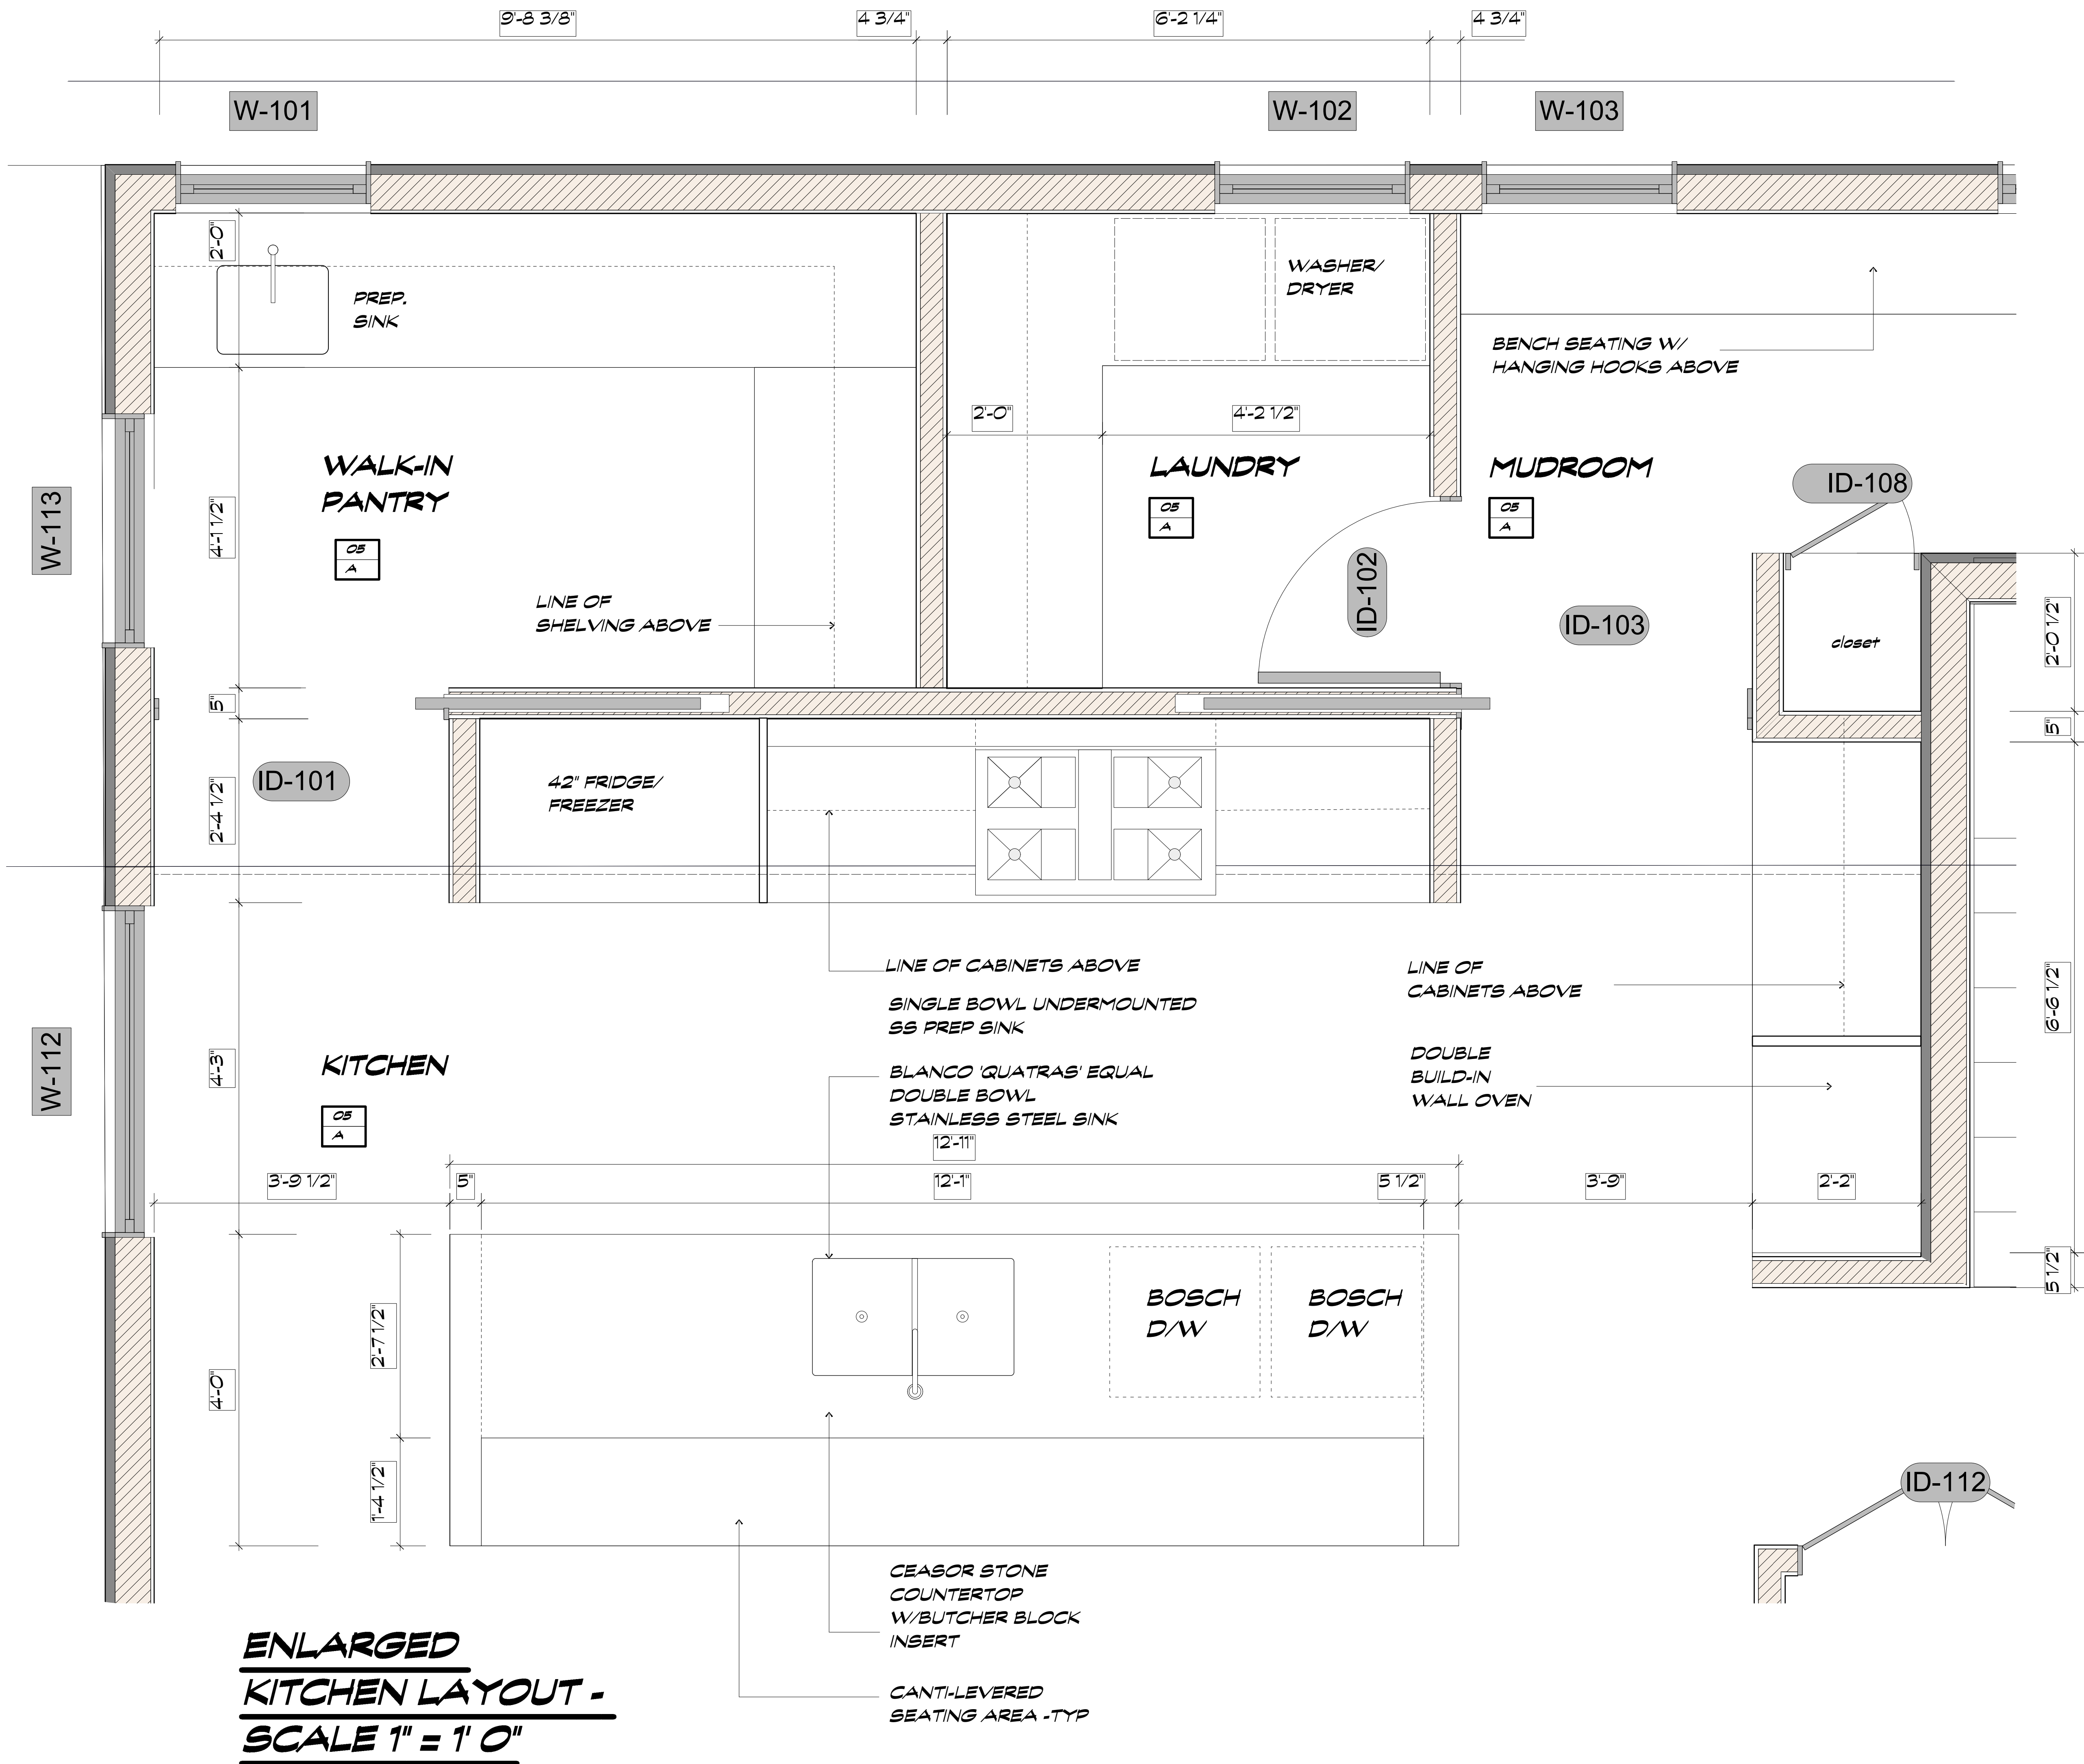 9'-8 3/8"
4 3/4"
6'-2 1/4"
4 3/4"
W-101
W-102
W-103
2'-0"
PREP.
SINK
WASHER/
DRYER
BENCH SEATING W/
HANGING HOOKS ABOVE
2'-0"
4'-2 1/2"
WALK-IN
PANTRY
05
A
LAUNDRY
05
A
MUDROOM
05
A
ID-108
W-113
4'-1 1/2"
LINE OF
SHELVING ABOVE
ID-102
ID-103
closet
2'-0 1/2"
5"
5"
ID-101
2'-4 1/2"
42" FRIDGE/
FREEZER
LINE OF CABINETS ABOVE
SINGLE BOWL UNDERMOUNTED
SS PREP SINK
BLANCO 'QUATRAS' EQUAL
DOUBLE BOWL
STAINLESS STEEL SINK
LINE OF
CABINETS ABOVE
DOUBLE
BUILD-IN
WALL OVEN
6'-6 1/2"
W-112
4'-3"
KITCHEN
05
A
12'-11"
3'-9 1/2"
5"
12'-1"
5 1/2"
3'-9"
2'-2"
5 1/2"
BOSCH
D/W
BOSCH
D/W
2'-7 1/2"
4'-0"
1'-4 1/2"
ID-112
CEASOR STONE
COUNTERTOP
W/BUTCHER BLOCK
INSERT
CANTI-LEVERED
SEATING AREA -TYP
ENLARGED
KITCHEN LAYOUT -
SCALE 1" = 1' 0"